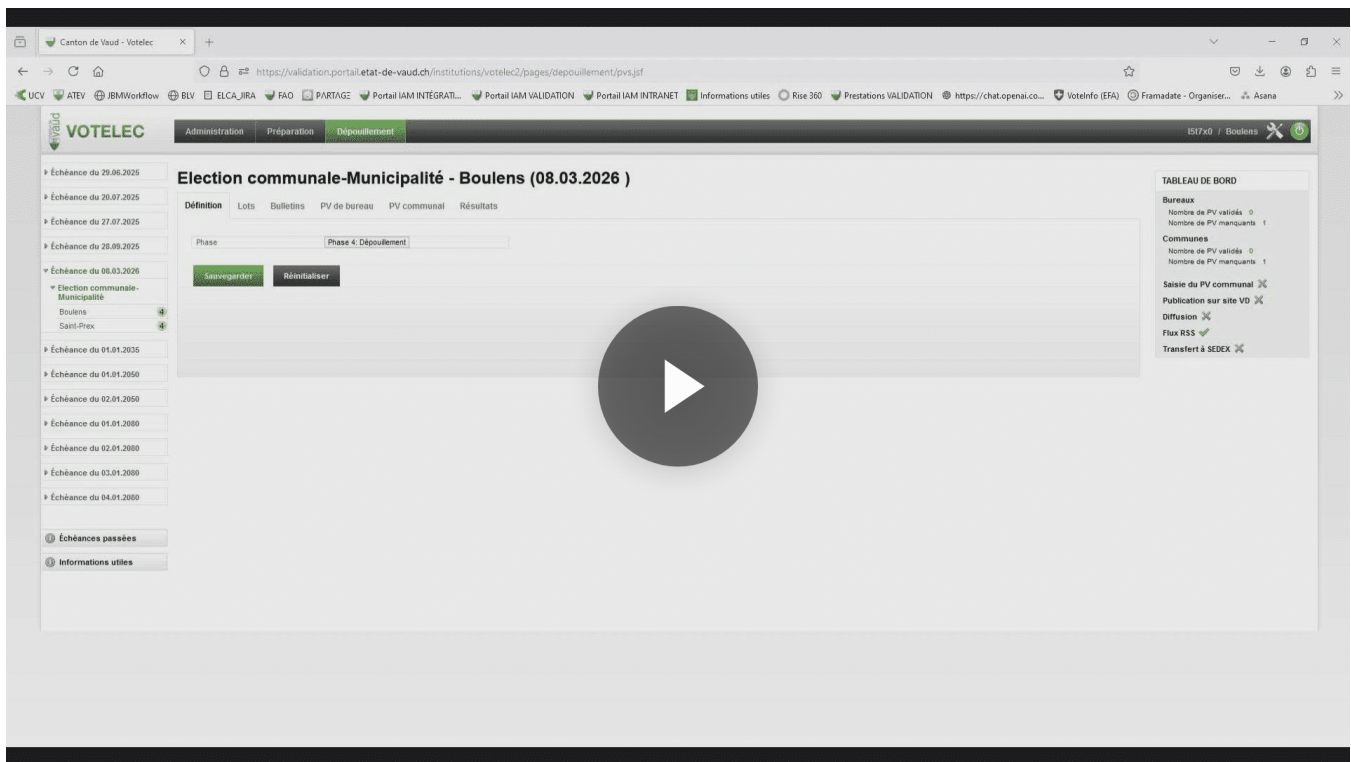 Canton de Vaud - Votelec
https://validation.portail.etat-de-vaud.ch/institutions/votelec2/pages/depouillement/pvs.jsf
UCV ATEV JBMWorkflow BLV ELCA_JIRA FAO PARTAGE Portail IAM INTÉGRATI... Portail IAM VALIDATION Portail IAM INTRANET Informations utiles Rise 360 Prestations VALIDATION https://chat.openai.co... VoteInfo (EFA) Framadate - Organiser... Asana
vaud VOTELEC
Administration Préparation Dépouillement
/ Boulens
Échéance du 29.06.2025
Échéance du 20.07.2025
Échéance du 27.07.2025
Échéance du 28.09.2025
Échéance du 08.03.2026
Election communale-
Municipalité
Boulens 4
Saint-Prex 4
Échéance du 01.01.2035
Échéance du 01.01.2050
Échéance du 02.01.2050
Échéance du 01.01.2080
Échéance du 02.01.2080
Échéance du 03.01.2080
Échéance du 04.01.2080
Échéances passées
Informations utiles
Election communale-Municipalité - Boulens (08.03.2026 )
Définition Lots Bulletins PV de bureau PV communal Résultats
Phase Phase 4: Dépouillement
Sauvegarder Réinitialiser
TABLEAU DE BORD
Bureaux
Nombre de PV validés 0
Nombre de PV manquants 1
Communes
Nombre de PV validés 0
Nombre de PV manquants 1
Saisie du PV communal
Publication sur site VD
Diffusion
Flux RSS
Transfert à SEDEX